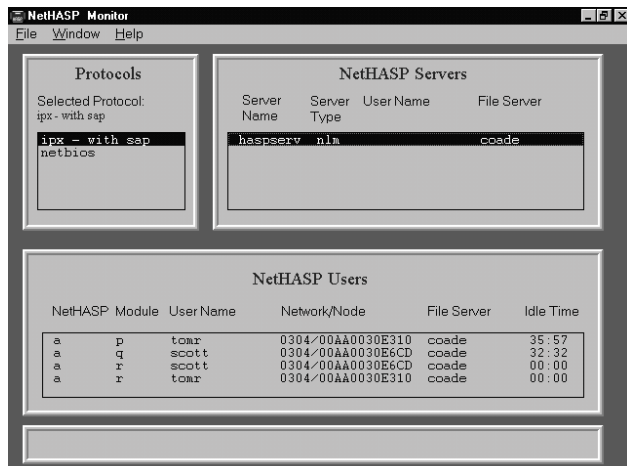 NetHASP Monitor
File Window Help
Protocols
Selected Protocol:
ipx - with sap
ipx - with sap
netbios
NetHASP Servers
Server Name Server Type User Name File Server
haspserv nlm coade
NetHASP Users
NetHASP Module User Name Network/Node File Server Idle Time
a p tomr 0304/00AA0030E310 coade 35:57
a q scott 0304/00AA0030E6CD coade 32:32
a r scott 0304/00AA0030E6CD coade 00:00
a r tomr 0304/00AA0030E310 coade 00:00